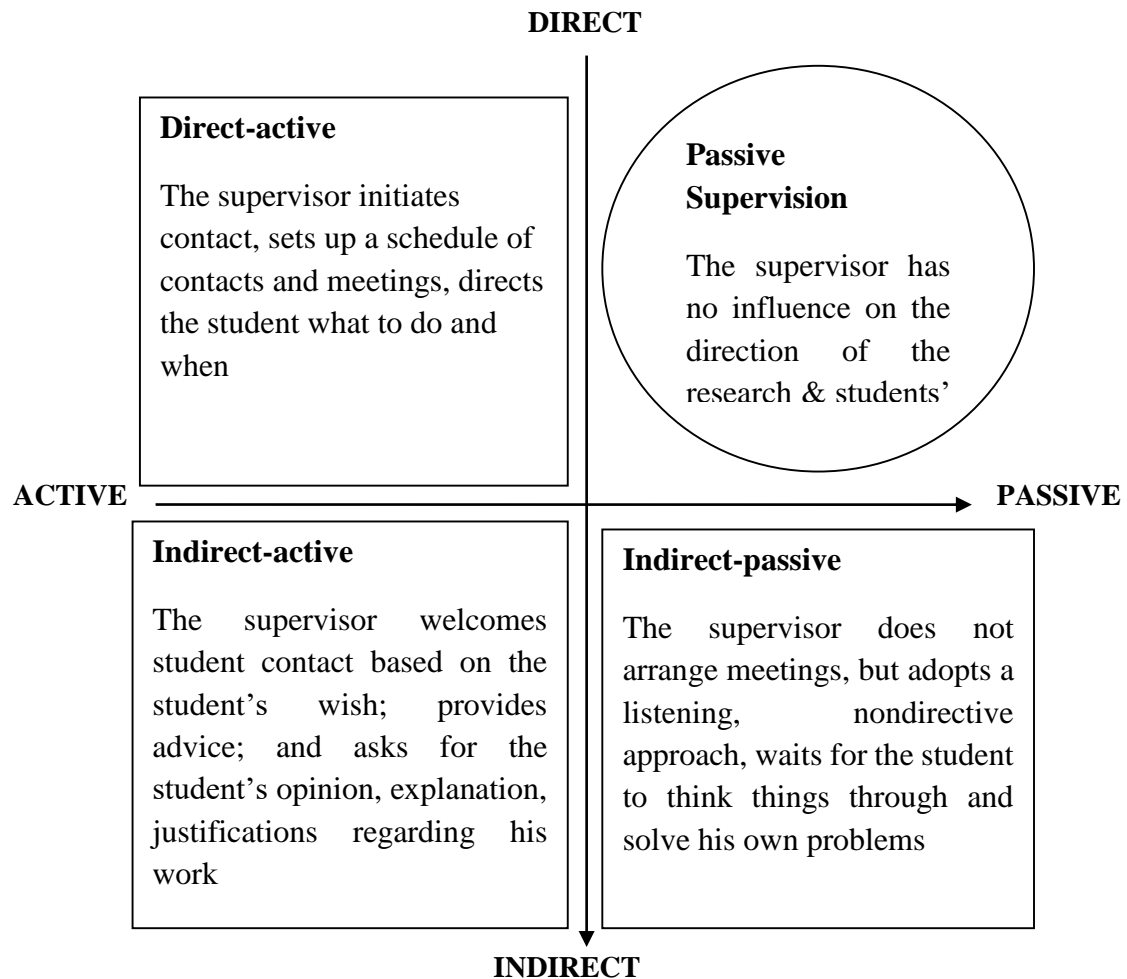 DIRECT
Direct-active
The supervisor initiates
contact, sets up a schedule of
contacts and meetings, directs
the student what to do and
when
Passive
Supervision
The supervisor has
no influence on the
direction of the
research & students’
ACTIVE
PASSIVE
Indirect-active
The supervisor welcomes
student contact based on the
student’s wish; provides
advice; and asks for the
student’s opinion, explanation,
justifications regarding his
work
Indirect-passive
The supervisor does not
arrange meetings, but adopts a
listening, nondirective
approach, waits for the student
to think things through and
solve his own problems
INDIRECT